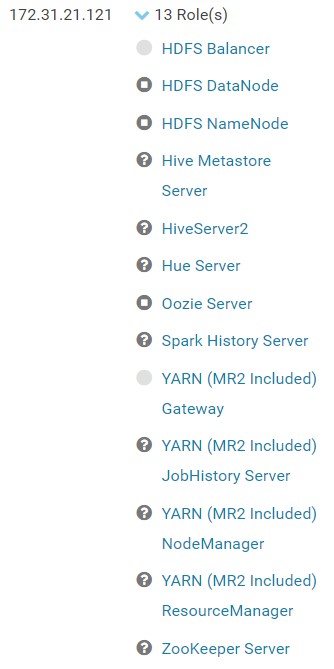 172.31.21.121 13 Role(s)
HDFS Balancer
HDFS DataNode
HDFS NameNode
Hive Metastore
Server
HiveServer2
Hue Server
Oozie Server
Spark History Server
YARN (MR2 Included)
Gateway
YARN (MR2 Included)
JobHistory Server
YARN (MR2 Included)
NodeManager
YARN (MR2 Included)
ResourceManager
ZooKeeper Server